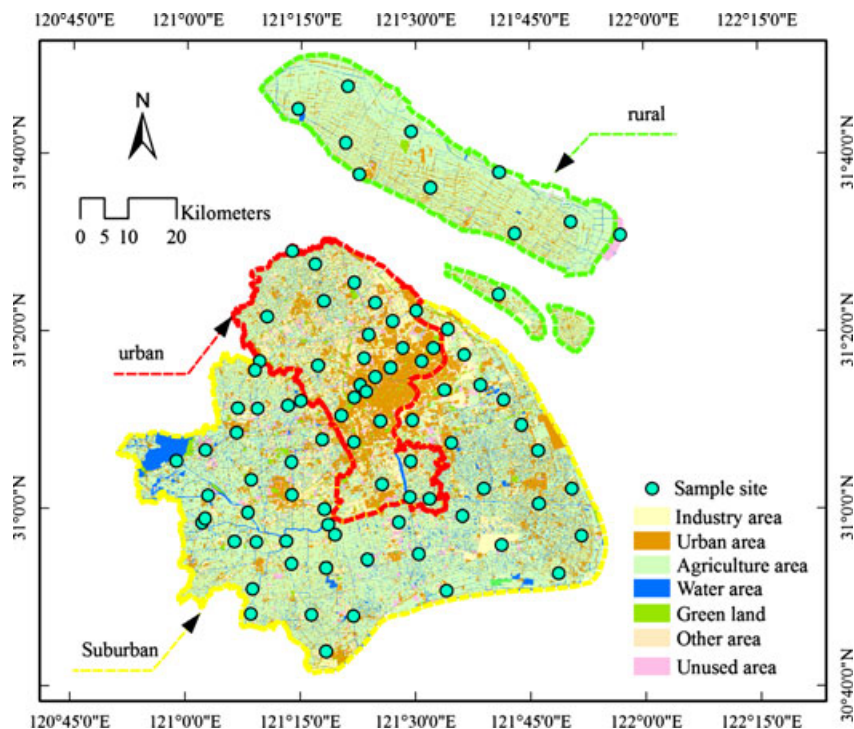 120°45'0"E 121°0'0"E 121°15'0"E 121°30'0"E 121°45'0"E 122°0'0"E 122°15'0"E
N
rural
31°40'0"N
31°40'0"N
Kilometers
0 5 10 20
31°20'0"N
31°20'0"N
urban
31°0'0"N
31°0'0"N
Sample site
Industry area
Urban area
Agriculture area
Water area
Green land
Other area
Unused area
Suburban
30°40'0"N
120°45'0"E 121°0'0"E 121°15'0"E 121°30'0"E 121°45'0"E 122°0'0"E 122°15'0"E